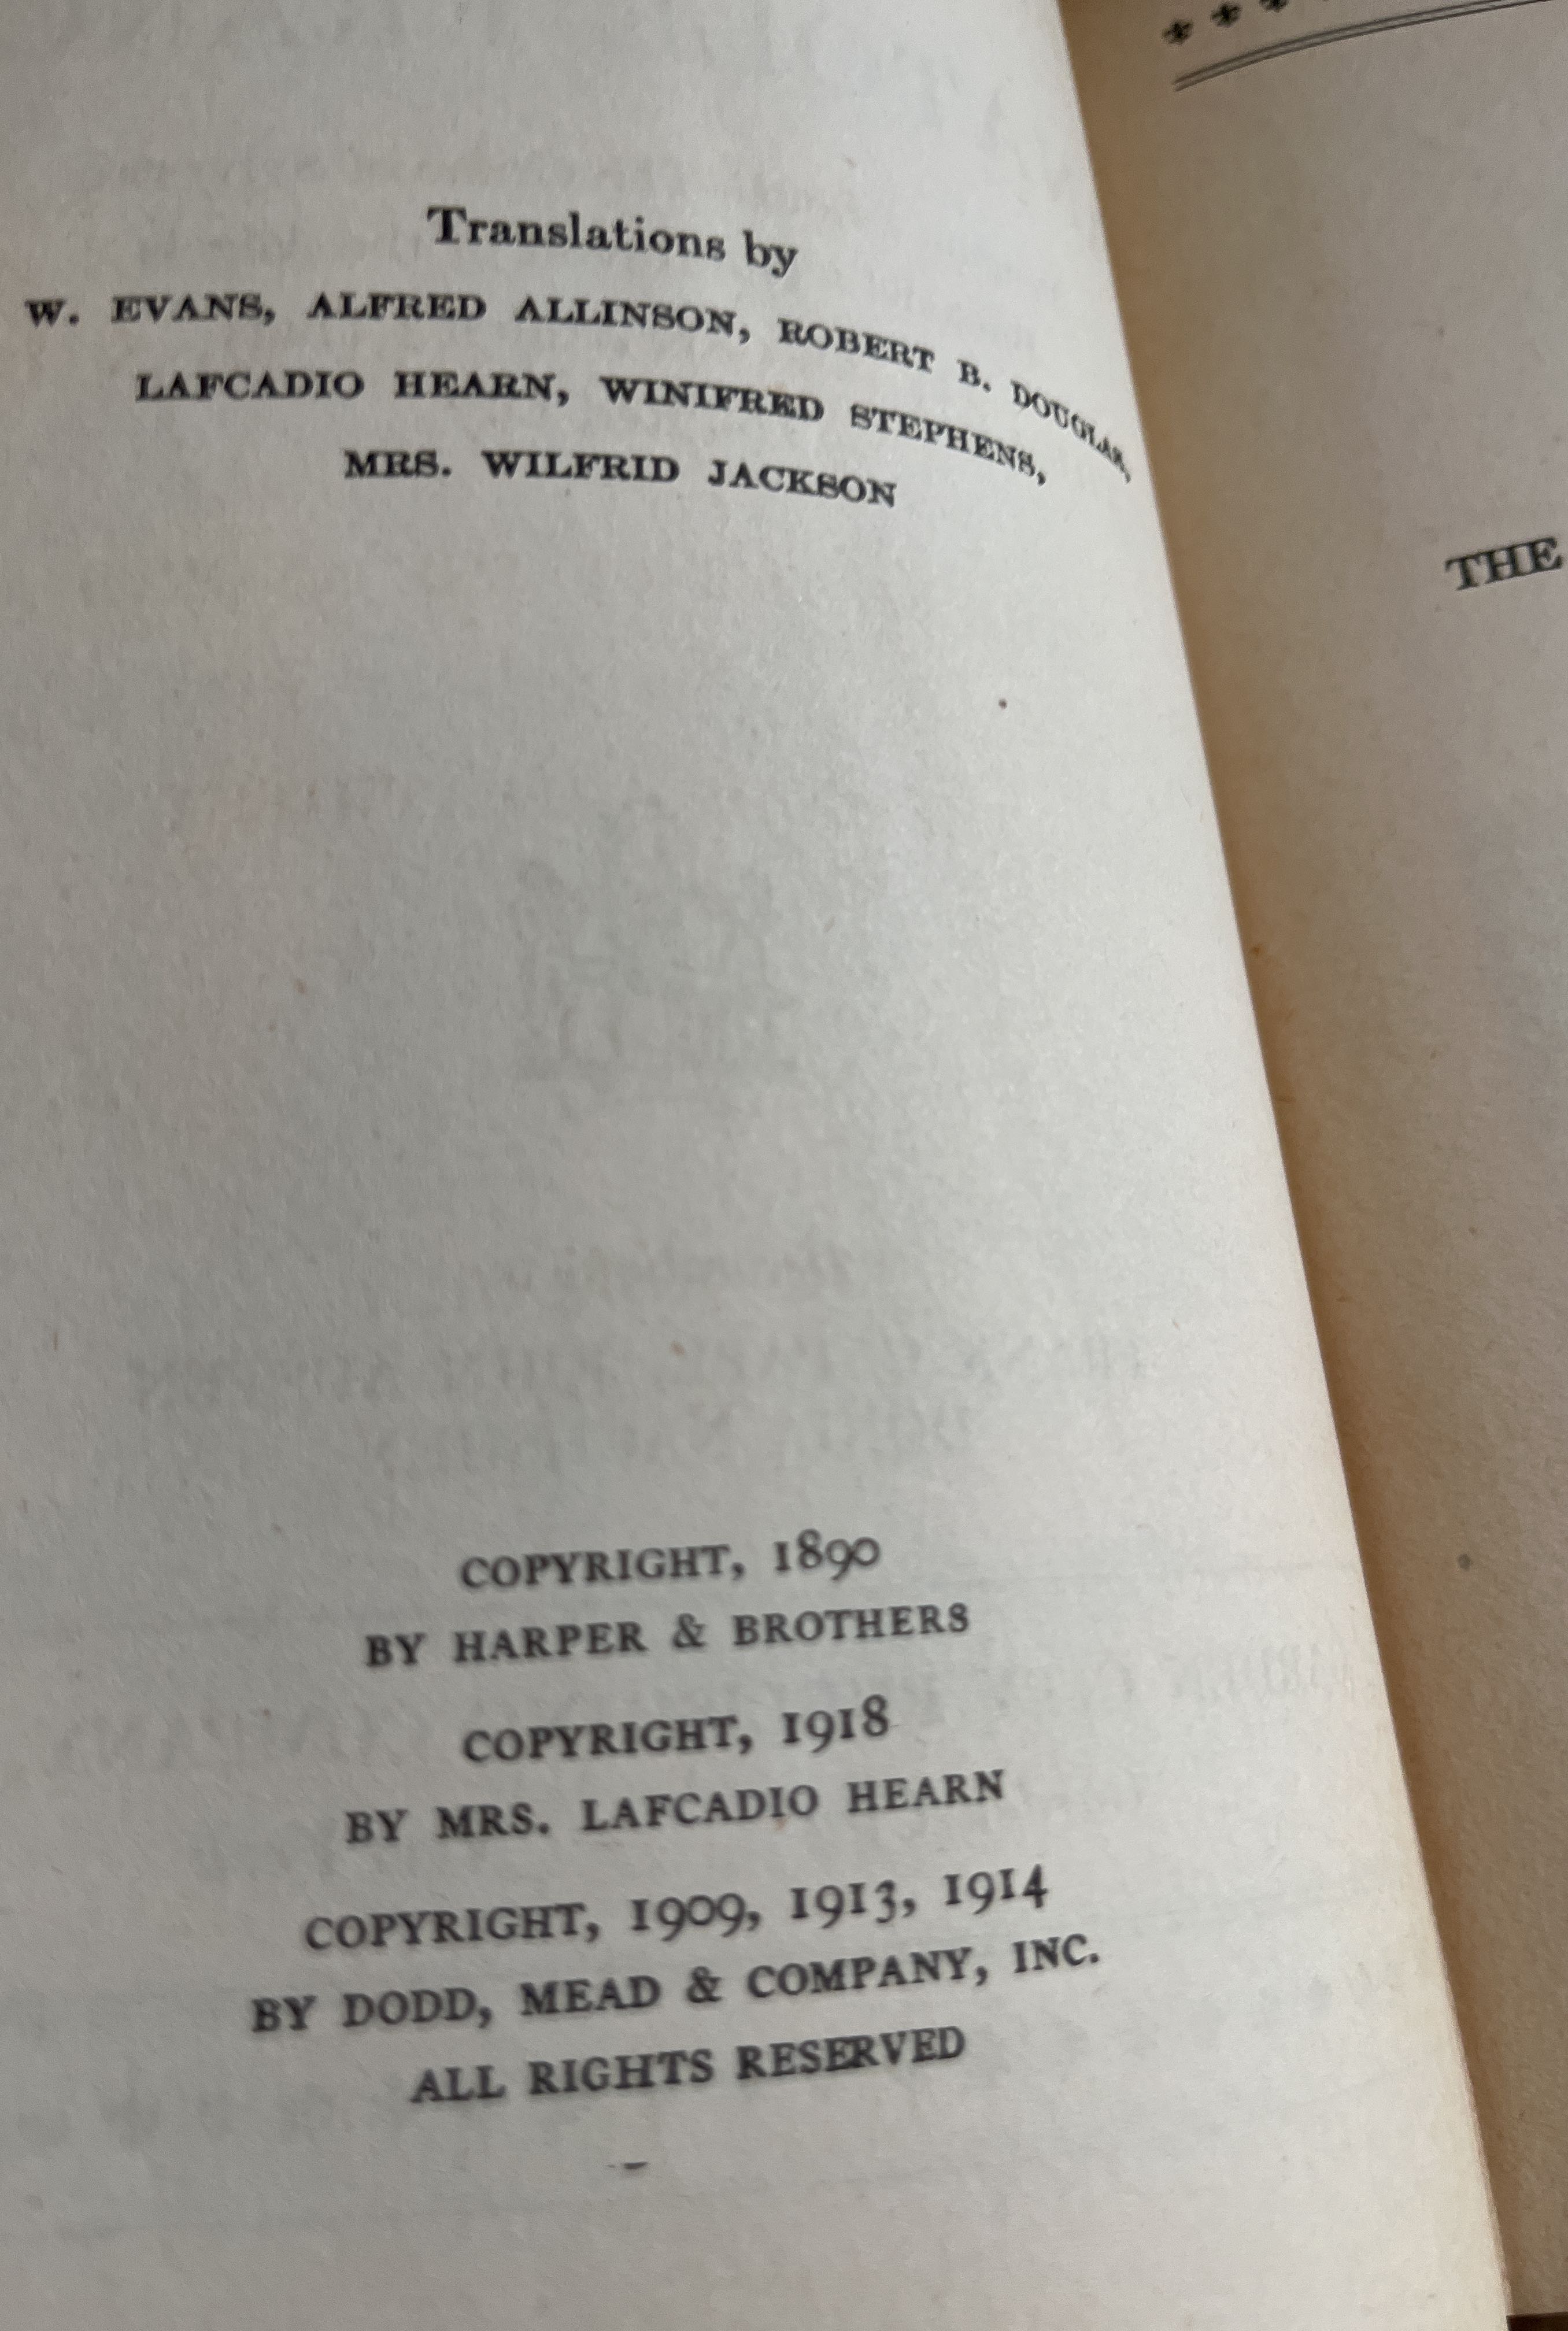 Translations by
W. EVANS, ALFRED ALLINSON, ROBERT B. DOUGLAS,
LAFCADIO HEARN, WINIFRED STEPHENS,
MRS. WILFRID JACKSON
COPYRIGHT, 1890
BY HARPER & BROTHERS
COPYRIGHT, 1918
BY MRS. LAFCADIO HEARN
COPYRIGHT, 1909, 1913, 1914
BY DODD, MEAD & COMPANY, INC.
ALL RIGHTS RESERVED
THE